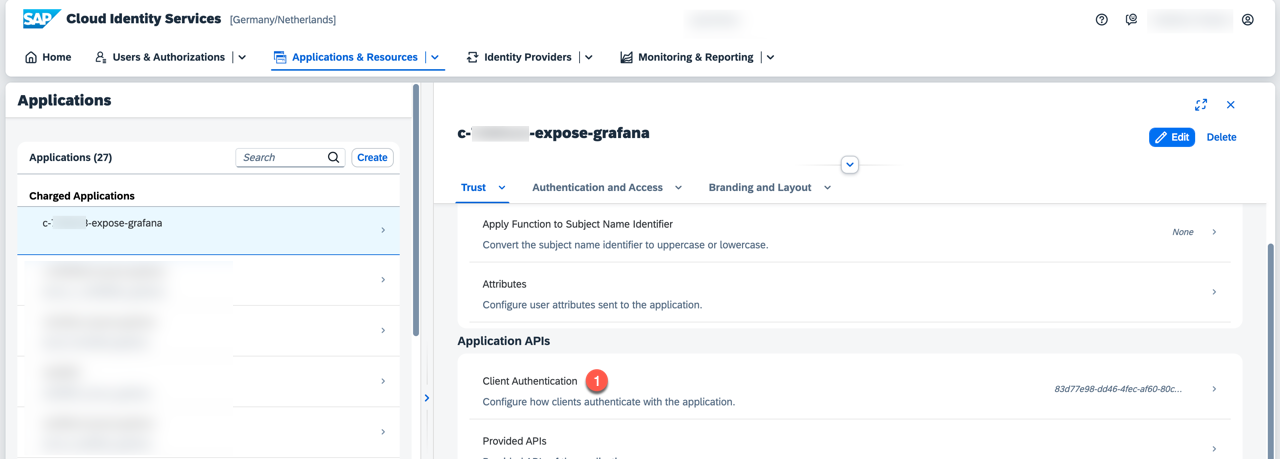 SAP Cloud Identity Services [Germany/Netherlands]
Home Users & Authorizations Applications & Resources Identity Providers Monitoring & Reporting
Applications
Applications (27) Search Create
Charged Applications
c- -expose-grafana
c- -expose-grafana
Edit Delete
Trust Authentication and Access Branding and Layout
Apply Function to Subject Name Identifier
None
Convert the subject name identifier to uppercase or lowercase.
Attributes
Configure user attributes sent to the application.
Application APIs
Client Authentication 1
83d77e98-dd46-4fec-af60-80c...
Configure how clients authenticate with the application.
Provided APIs